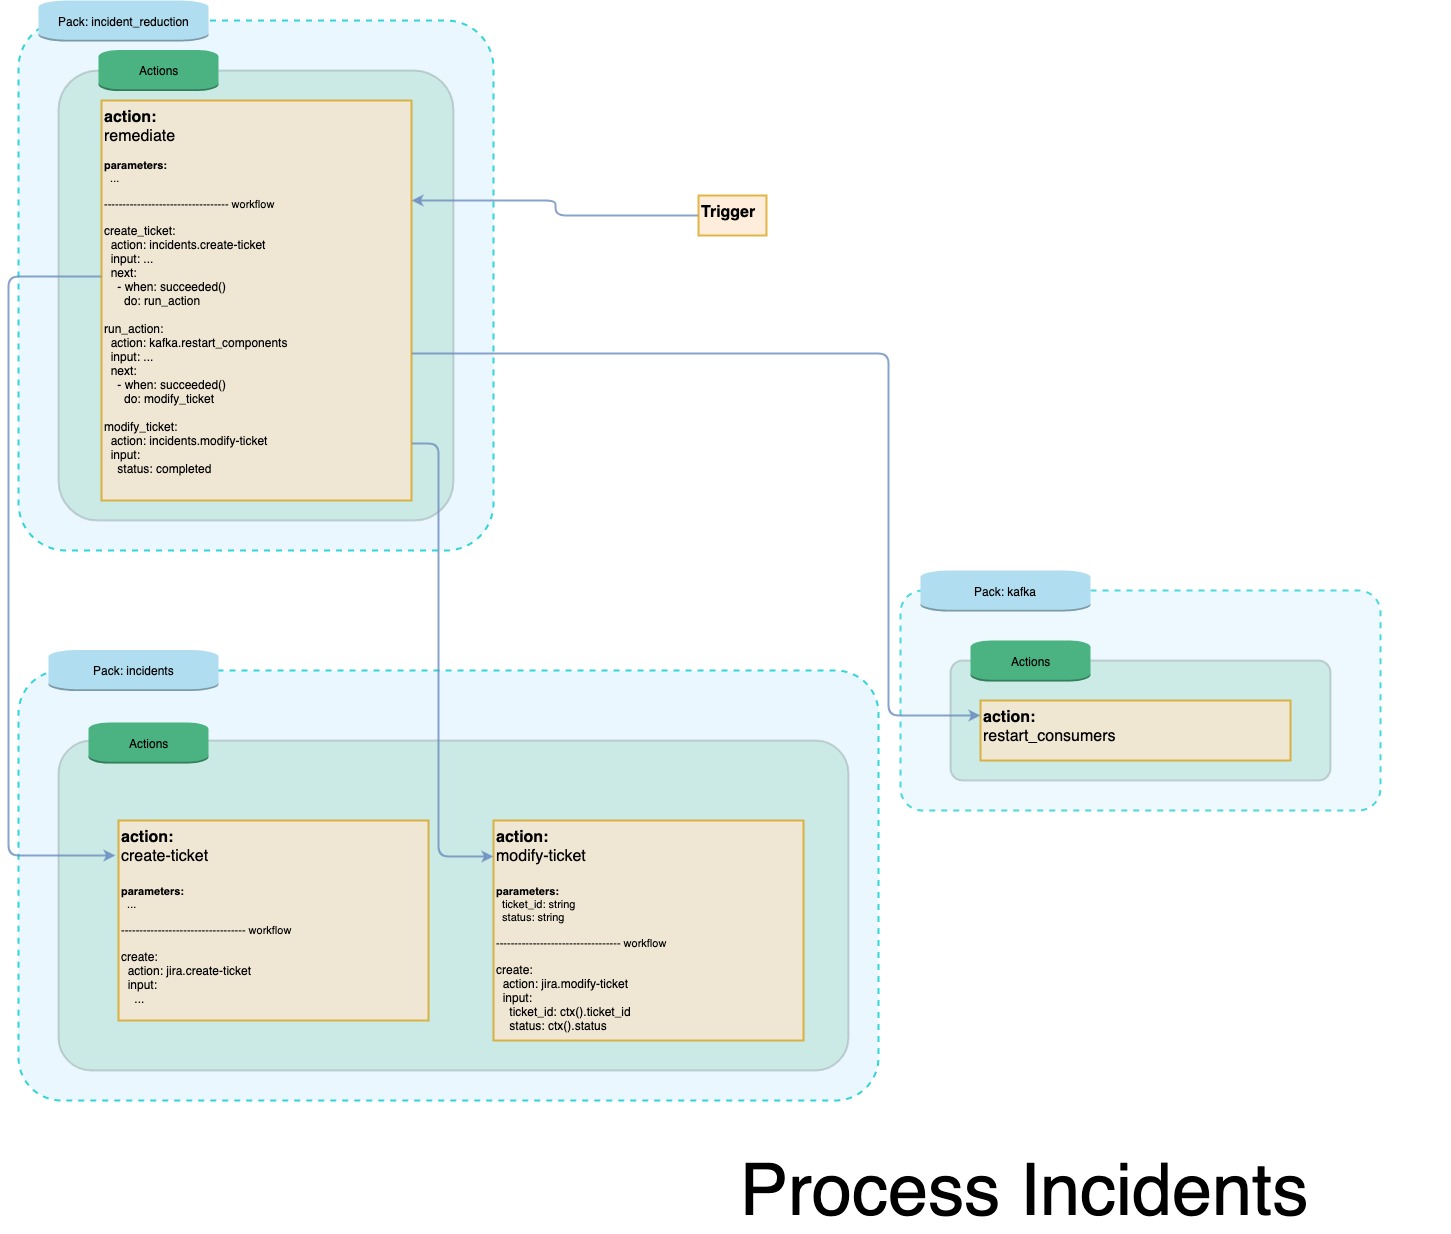 Pack: incident_reduction
Actions
action:
remediate
parameters:
...
---------------------------------- workflow
create_ticket:
action: incidents.create-ticket
input: ...
next:
- when: succeeded()
do: run_action
run_action:
action: kafka.restart_components
input: ...
next:
- when: succeeded()
do: modify_ticket
modify_ticket:
action: incidents.modify-ticket
input:
status: completed
Trigger
Pack: kafka
Actions
action:
restart_consumers
Pack: incidents
Actions
action:
create-ticket
parameters:
...
---------------------------------- workflow
create:
action: jira.create-ticket
input:
...
action:
modify-ticket
parameters:
ticket_id: string
status: string
---------------------------------- workflow
create:
action: jira.modify-ticket
input:
ticket_id: ctx().ticket_id
status: ctx().status
Process Incidents